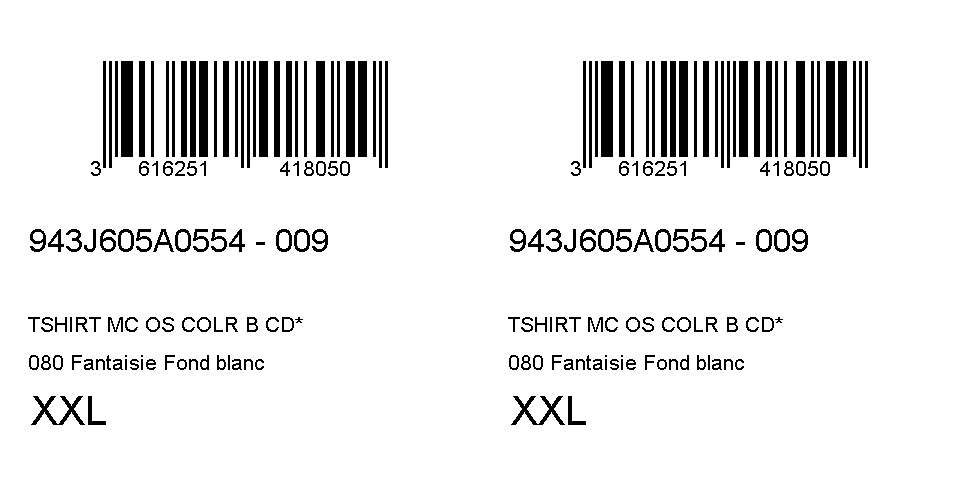 3 616251 418050
943J605A0554 - 009
TSHIRT MC OS COLR B CD*
080 Fantaisie Fond blanc
XXL
3 616251 418050
943J605A0554 - 009
TSHIRT MC OS COLR B CD*
080 Fantaisie Fond blanc
XXL